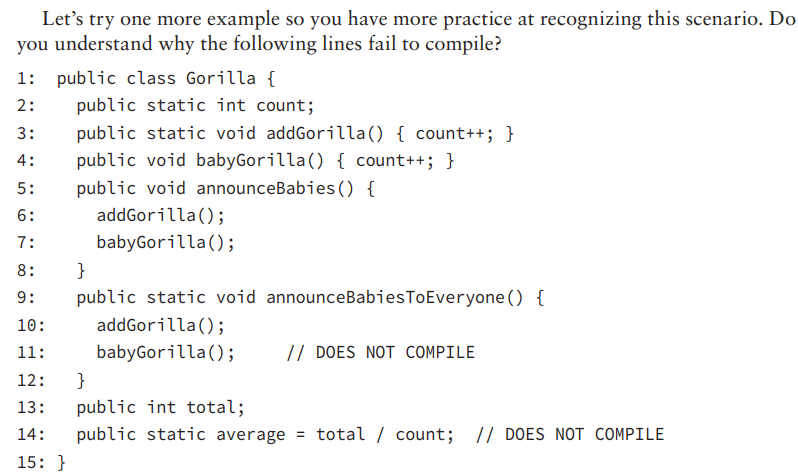 Let’s try one more example so you have more practice at recognizing this scenario. Do
you understand why the following lines fail to compile?
1: public class Gorilla {
2: public static int count;
3: public static void addGorilla() { count++; }
4: public void babyGorilla() { count++; }
5: public void announceBabies() {
6: addGorilla();
7: babyGorilla();
8: }
9: public static void announceBabiesToEveryone() {
10: addGorilla();
11: babyGorilla(); // DOES NOT COMPILE
12: }
13: public int total;
14: public static average = total / count; // DOES NOT COMPILE
15: }